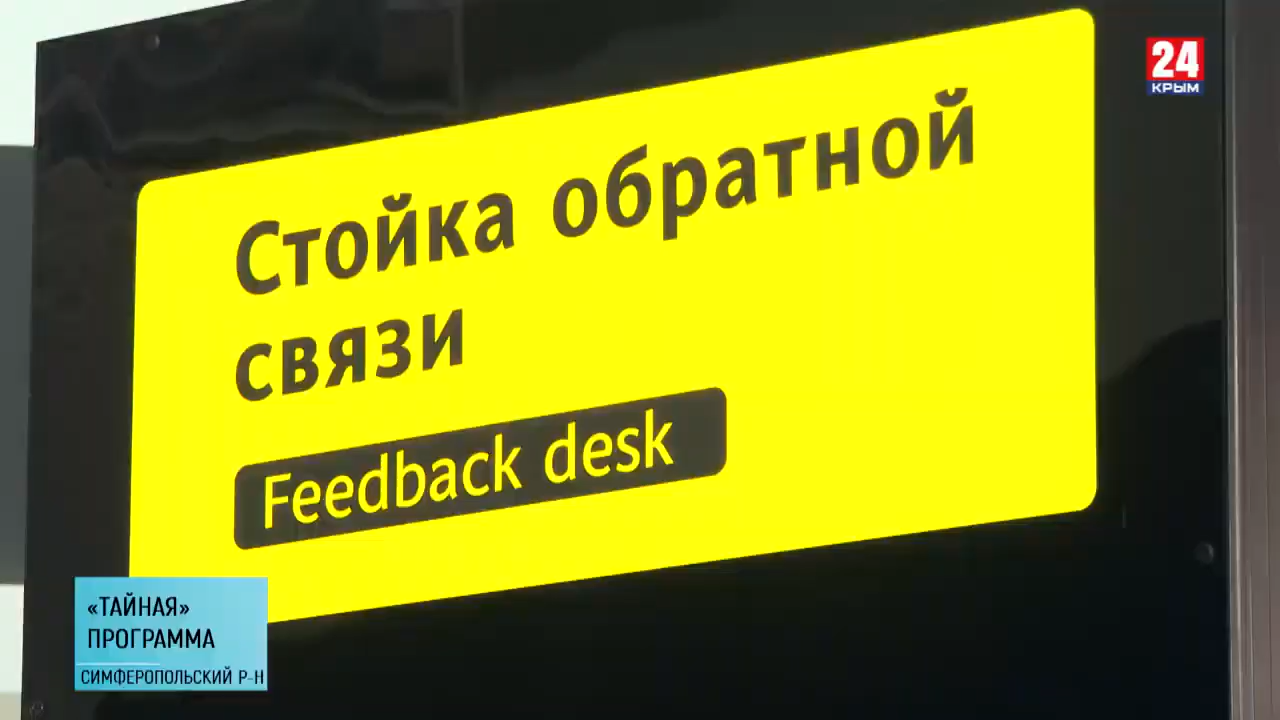 24
КРЫМ
Стойка обратной
связи
Feedback desk
«ТАЙНАЯ»
ПРОГРАММА
СИМФЕРОПОЛЬСКИЙ Р-Н